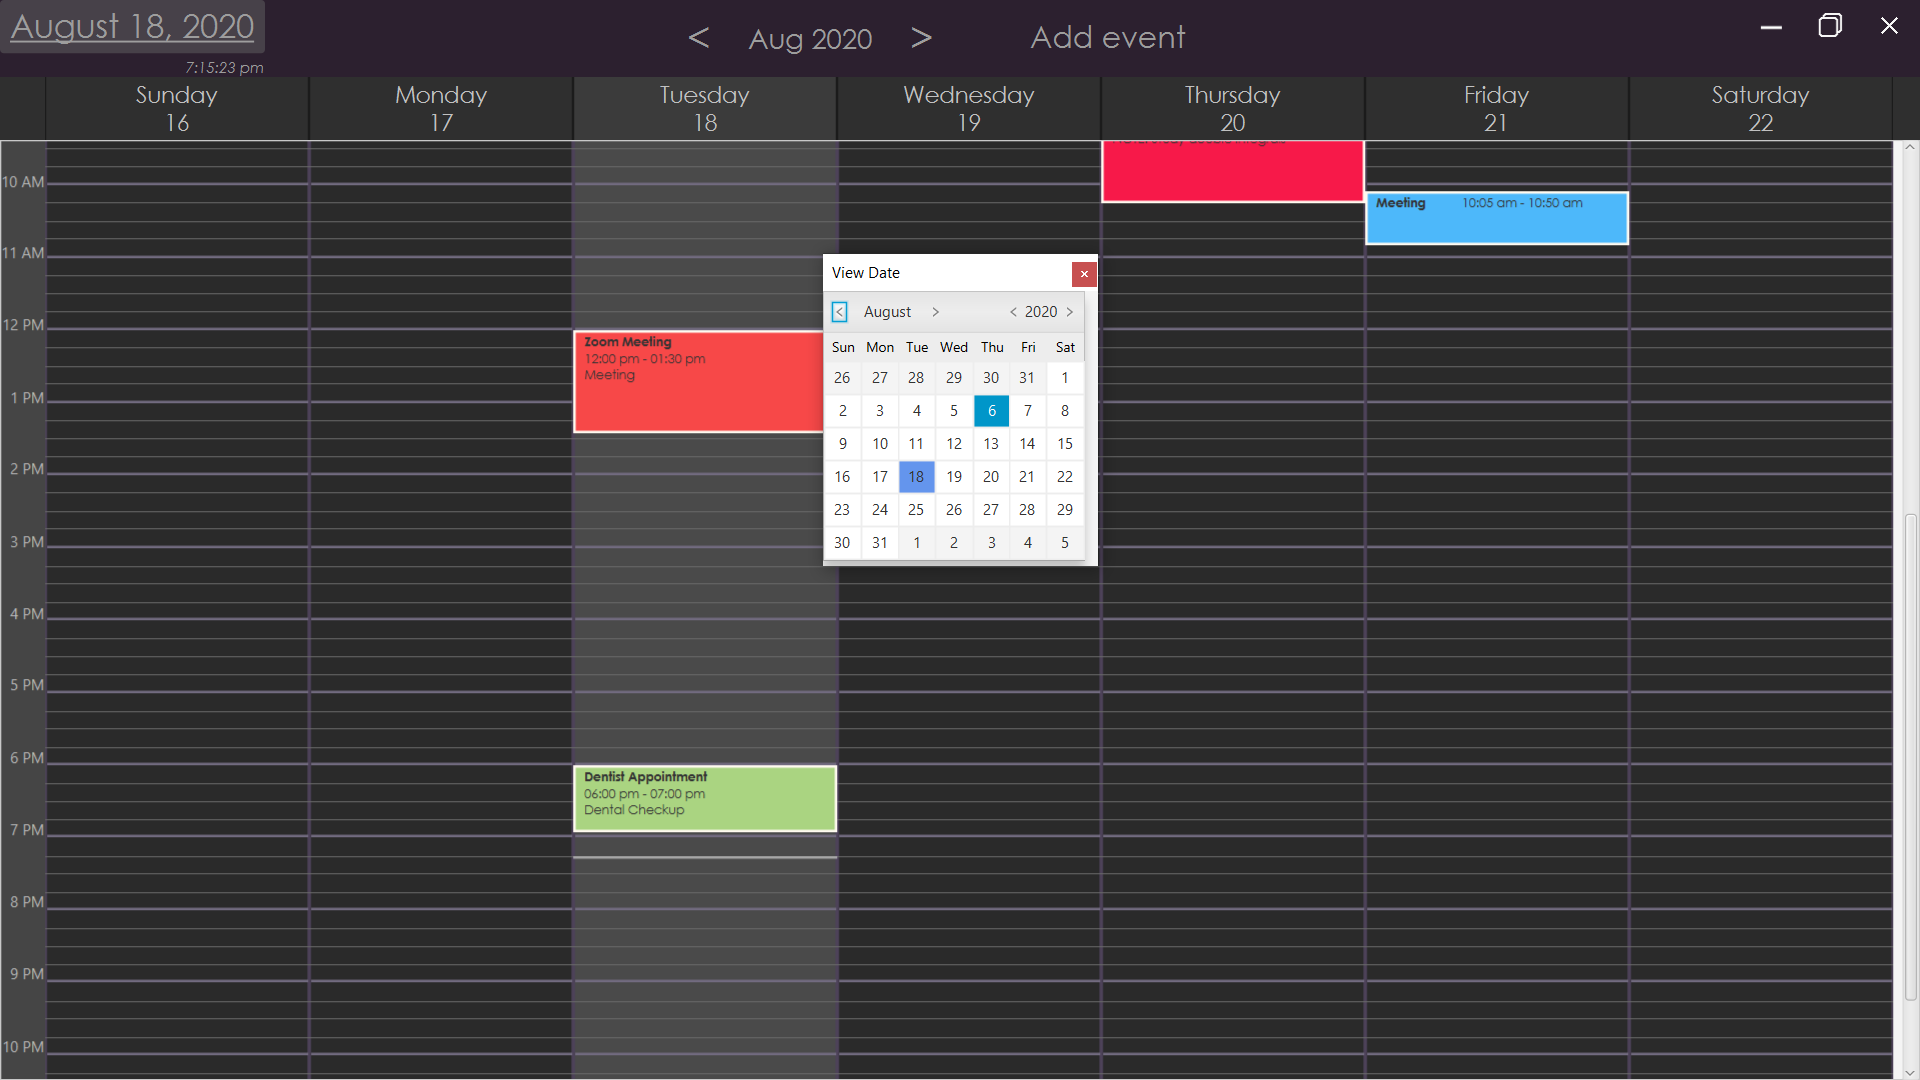 August 18, 2020
7:15:23 pm
< Aug 2020 >
Add event
Sunday
16
Monday
17
Tuesday
18
Wednesday
19
Thursday
20
Friday
21
Saturday
22
10 AM
11 AM
12 PM
1 PM
2 PM
3 PM
4 PM
5 PM
6 PM
7 PM
8 PM
9 PM
10 PM
Meeting 10:05 am - 10:50 am
Zoom Meeting
12:00 pm - 01:30 pm
Meeting
Dentist Appointment
06:00 pm - 07:00 pm
Dental Checkup
View Date
< August > < 2020 >
Sun Mon Tue Wed Thu Fri Sat
26 27 28 29 30 31 1
2 3 4 5 6 7 8
9 10 11 12 13 14 15
16 17 18 19 20 21 22
23 24 25 26 27 28 29
30 31 1 2 3 4 5